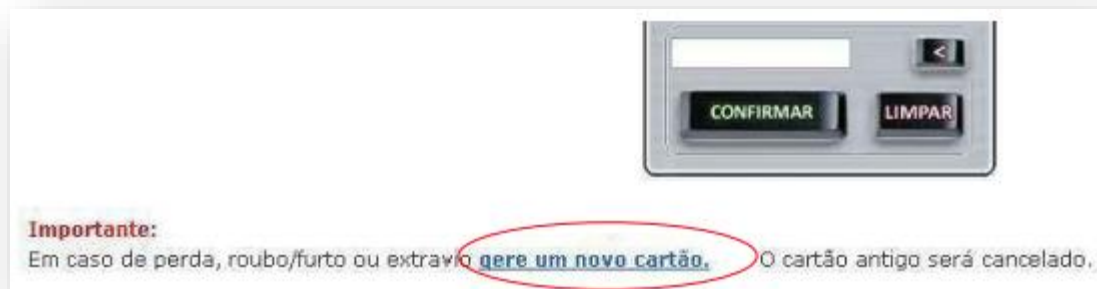 <
CONFIRMAR LIMPAR
Importante:
Em caso de perda, roubo/furto ou extravio gere um novo cartão. O cartão antigo será cancelado.